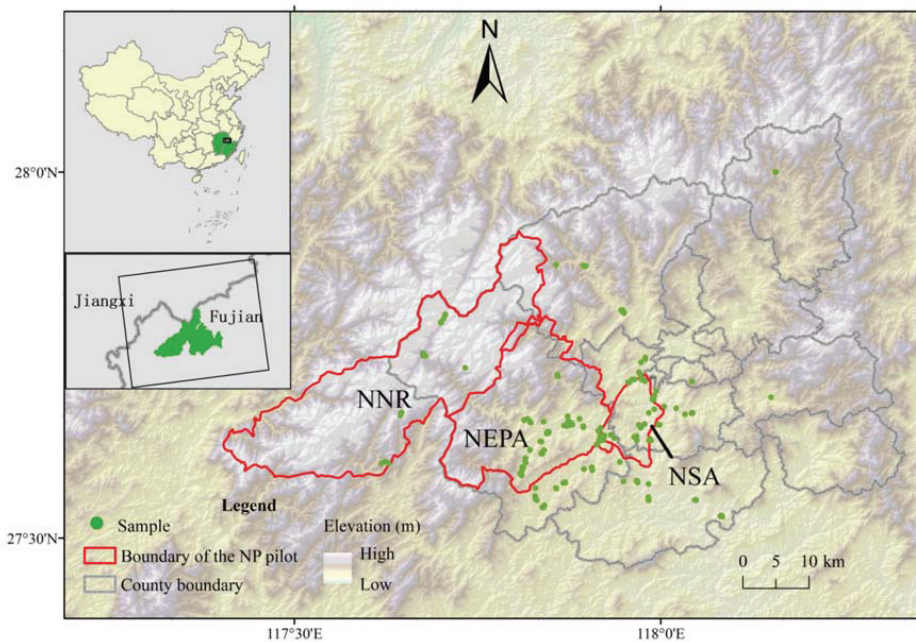 N
28°0'N
Jiangxi
Fujian
NNR
NEPA
NSA
Legend
Sample
Elevation (m)
Boundary of the NP pilot
High
County boundary
Low
27°30'N
0 5 10 km
117°30'E
118°0'E